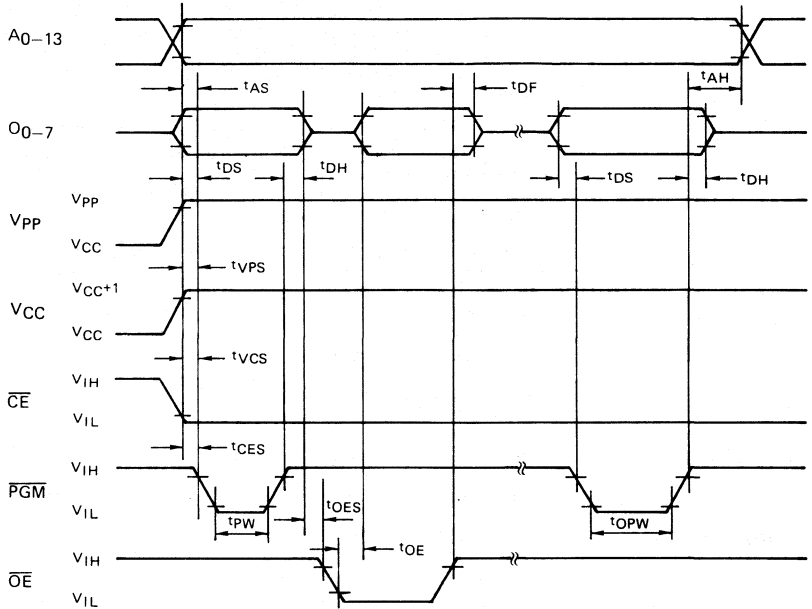 A0–13
tAS
tDF
tAH
O0–7
tDS
tDH
tDS
tDH
VPP
VPP
VCC
tVPS
VCC
VCC+1
VCC
tVCS
CE
VIH
VIL
tCES
PGM
VIH
VIL
tPW
tOES
tOPW
OE
VIH
tOE
VIL